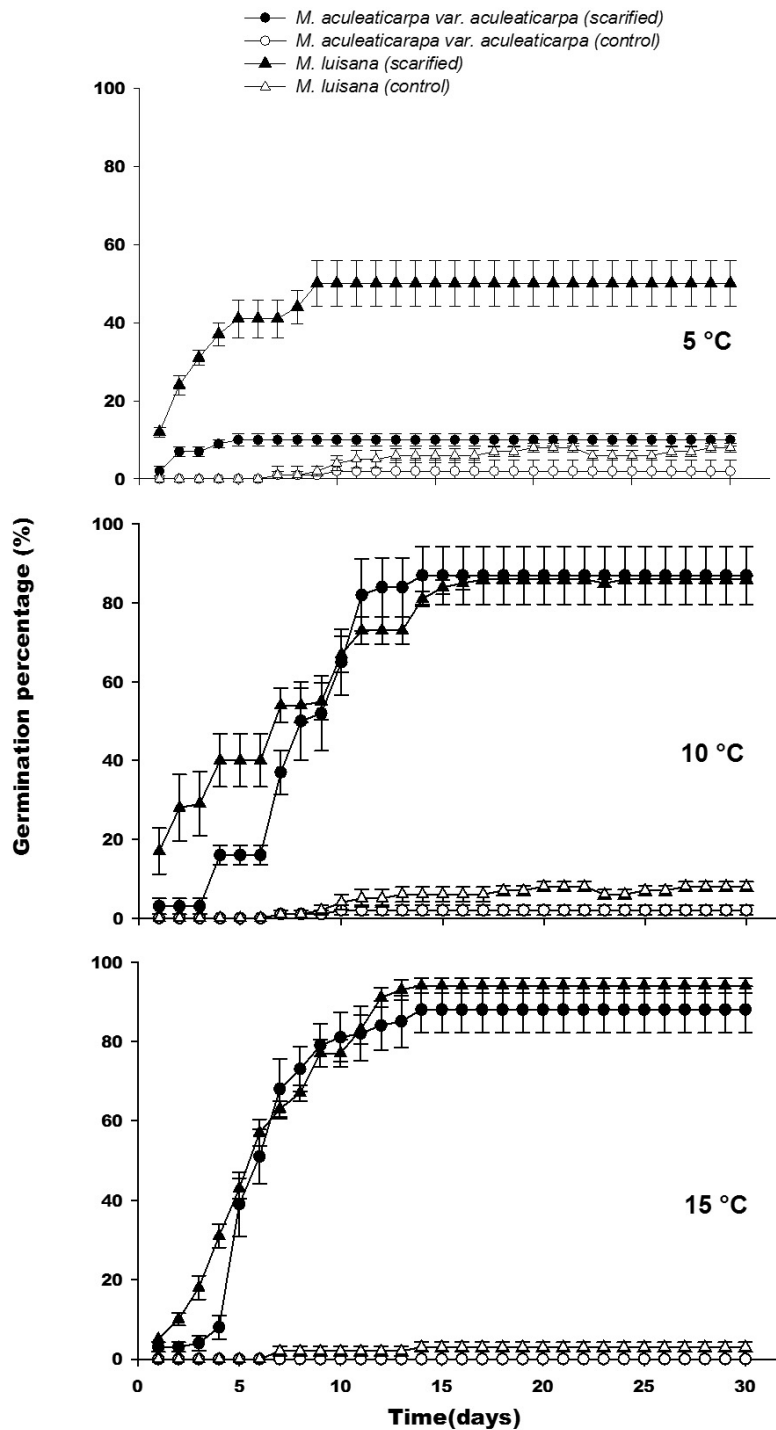 M. aculeaticarpa var. aculeaticarpa (scarified)
M. aculeaticarapa var. aculeaticarpa (control)
M. luisana (scarified)
M. luisana (control)
100
80
60
40
20
0
5 °C
Germination percentage (%)
100
80
60
40
20
0
10 °C
100
80
60
40
20
0
15 °C
0 5 10 15 20 25 30
Time(days)